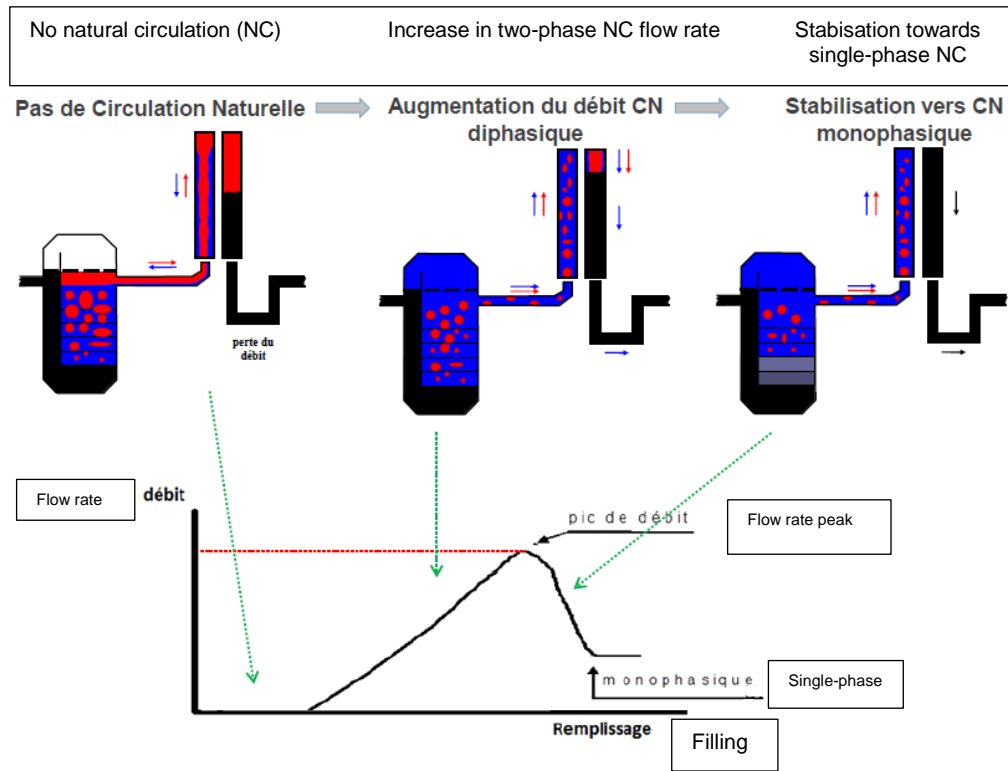 No natural circulation (NC)
Increase in two-phase NC flow rate
Stabisation towards
single-phase NC
Pas de Circulation Naturelle
Augmentation du débit CN
diphasique
Stabilisation vers CN
monophasique
perte du
débit
Flow rate
débit
pic de débit
Flow rate peak
monophasique
Single-phase
Remplissage
Filling